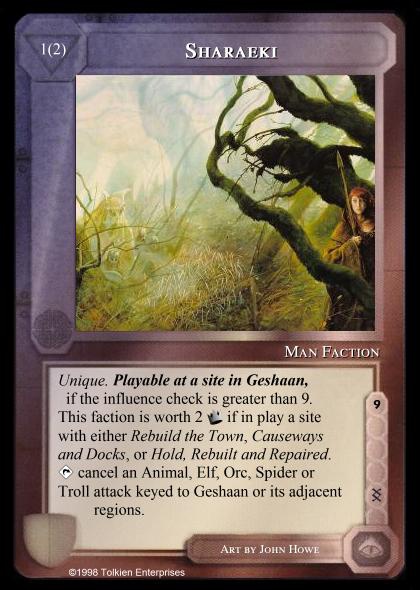 1(2)
SHARAEKI
MAN FACTION
Unique. Playable at a site in Geshaan,
if the influence check is greater than 9.
This faction is worth 2 if in play a site
with either Rebuild the Town, Causeways
and Docks, or Hold, Rebuilt and Repaired.
cancel an Animal, Elf, Orc, Spider or
Troll attack keyed to Geshaan or its adjacent
regions.
9
ART BY JOHN HOWE
©1998 Tolkien Enterprises